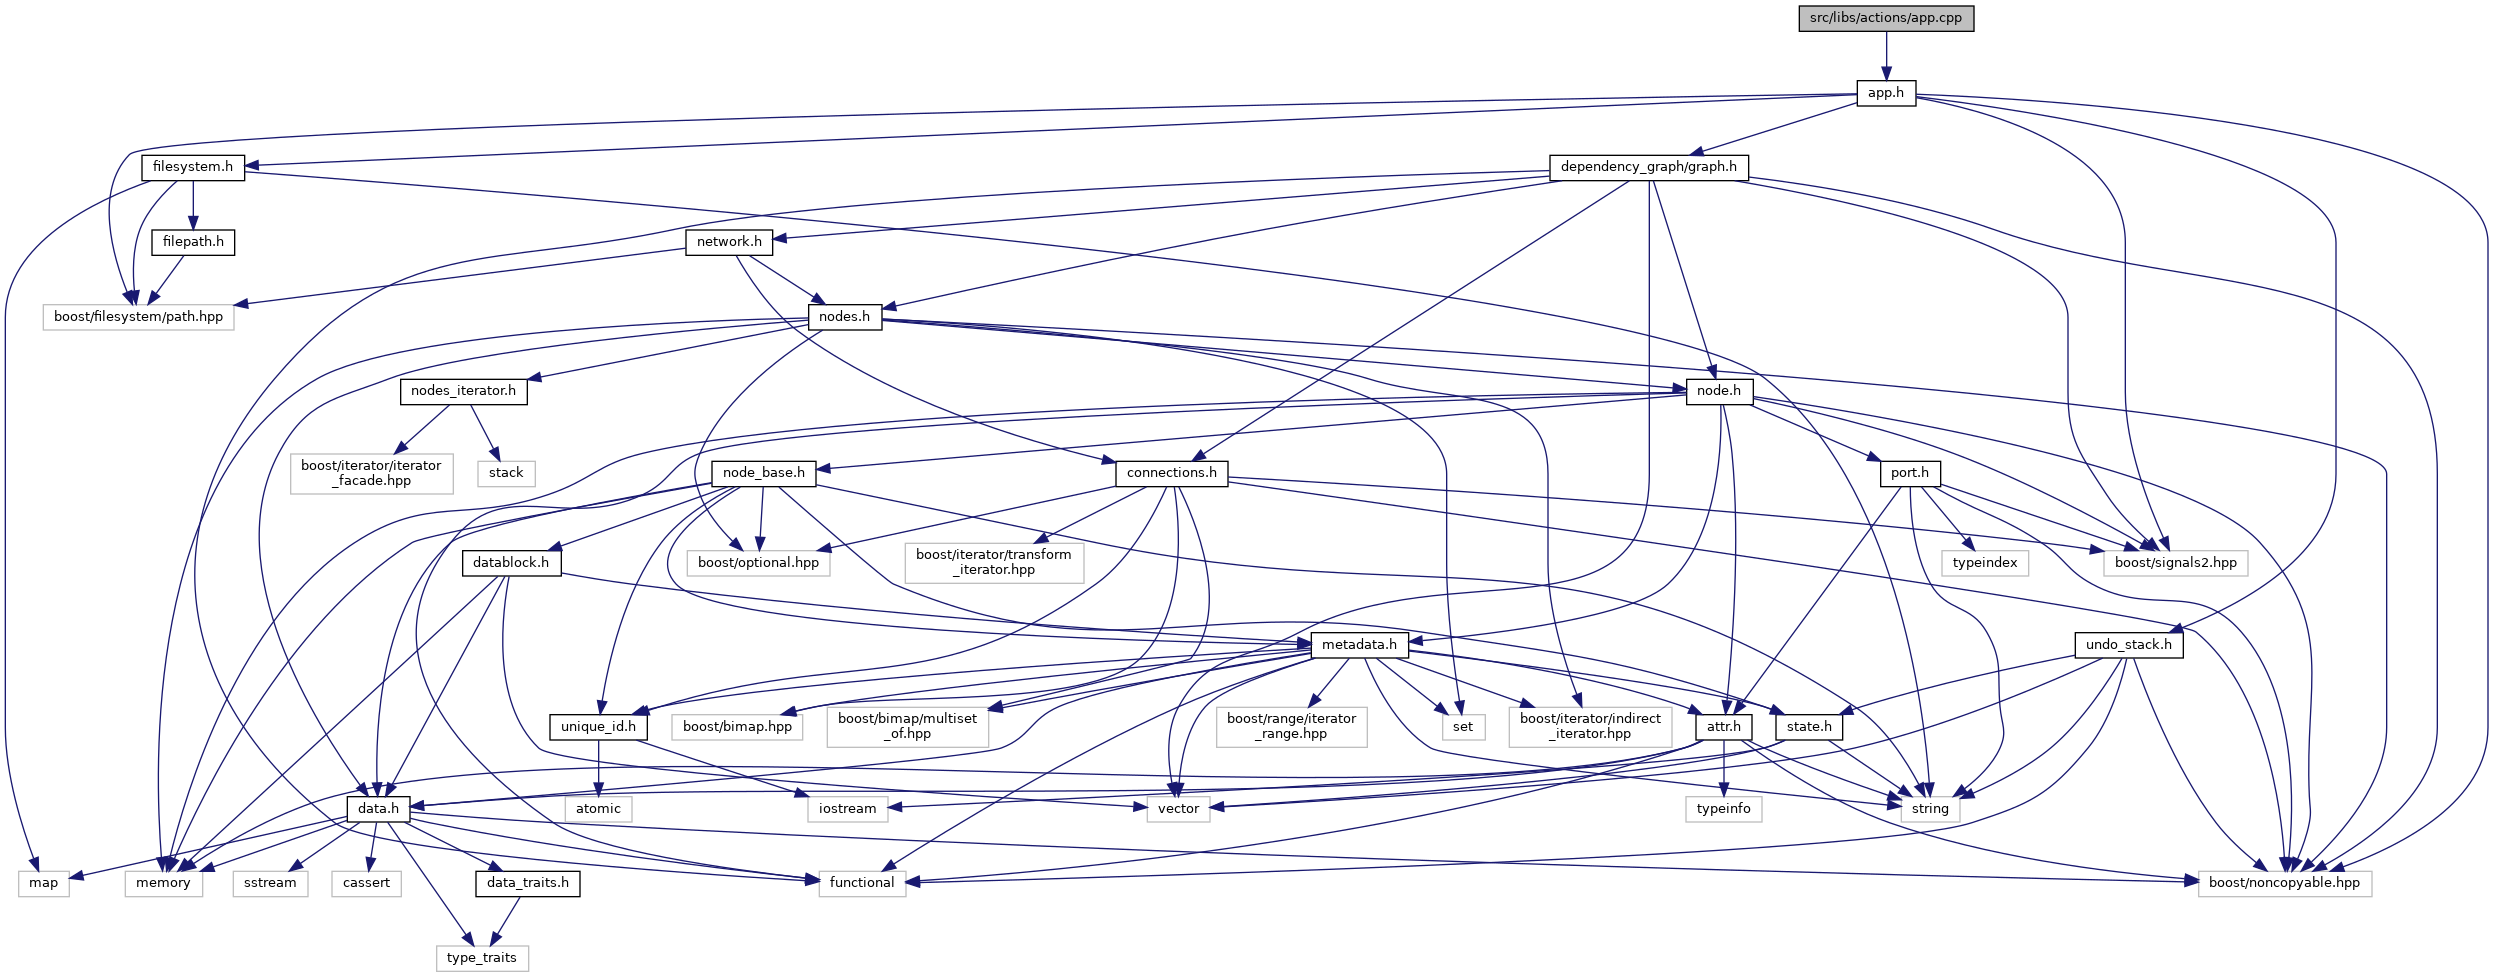 src/libs/actions/app.cpp
app.h
filesystem.h
dependency_graph/graph.h
filepath.h
network.h
boost/filesystem/path.hpp
nodes.h
nodes_iterator.h
node.h
boost/iterator/iterator
_facade.hpp
stack
node_base.h
connections.h
port.h
datablock.h
boost/optional.hpp
boost/iterator/transform
_iterator.hpp
typeindex
boost/signals2.hpp
metadata.h
undo_stack.h
unique_id.h
boost/bimap.hpp
boost/bimap/multiset
_of.hpp
boost/range/iterator
_range.hpp
set
boost/iterator/indirect
_iterator.hpp
attr.h
state.h
data.h
atomic
iostream
vector
typeinfo
string
map
memory
sstream
cassert
data_traits.h
functional
boost/noncopyable.hpp
type_traits